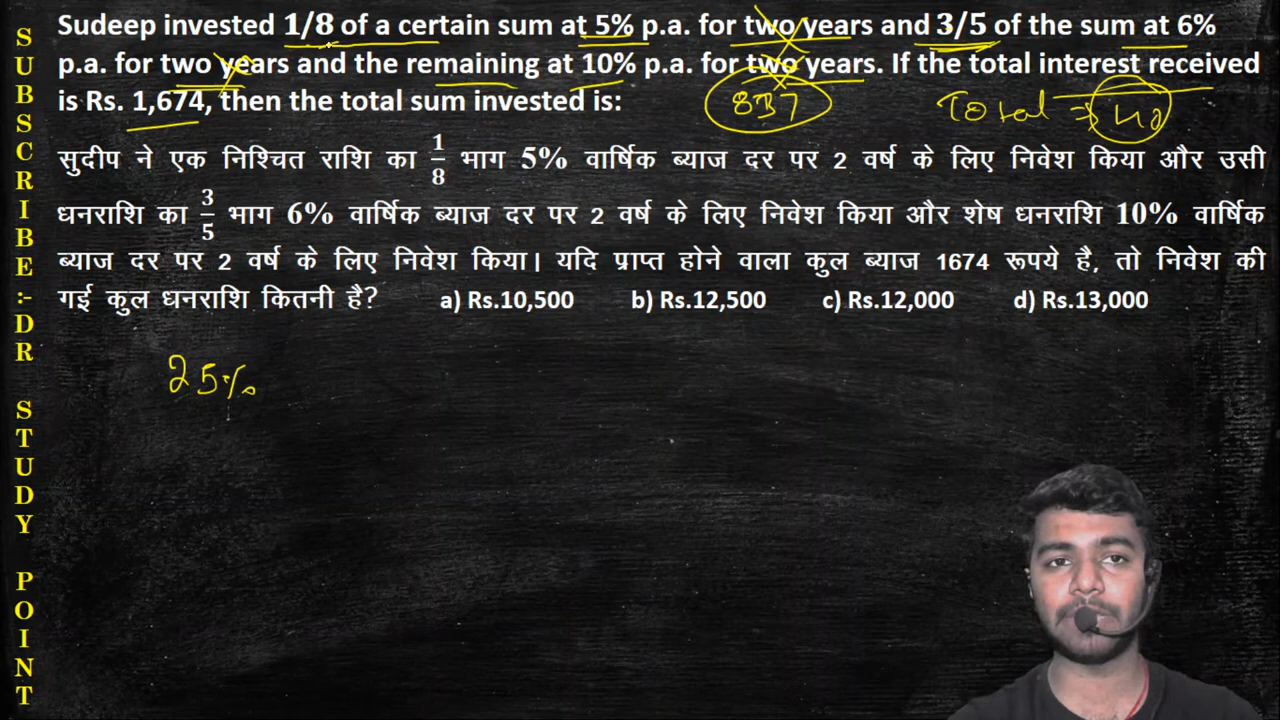 SUBSCRIBE:-DR STUDY POINT
Sudeep invested 1/8 of a certain sum at 5% p.a. for two years and 3/5 of the sum at 6%
p.a. for two years and the remaining at 10% p.a. for two years. If the total interest received
is Rs. 1,674, then the total sum invested is:
837
Total ⇒ 40
सुदीप ने एक निश्चित राशि का 1/8 भाग 5% वार्षिक ब्याज दर पर 2 वर्ष के लिए निवेश किया और उसी
धनराशि का 3/5 भाग 6% वार्षिक ब्याज दर पर 2 वर्ष के लिए निवेश किया और शेष धनराशि 10% वार्षिक
ब्याज दर पर 2 वर्ष के लिए निवेश किया। यदि प्राप्त होने वाला कुल ब्याज 1674 रूपये है, तो निवेश की
गई कुल धनराशि कितनी है? a) Rs.10,500 b) Rs.12,500 c) Rs.12,000 d) Rs.13,000
25%